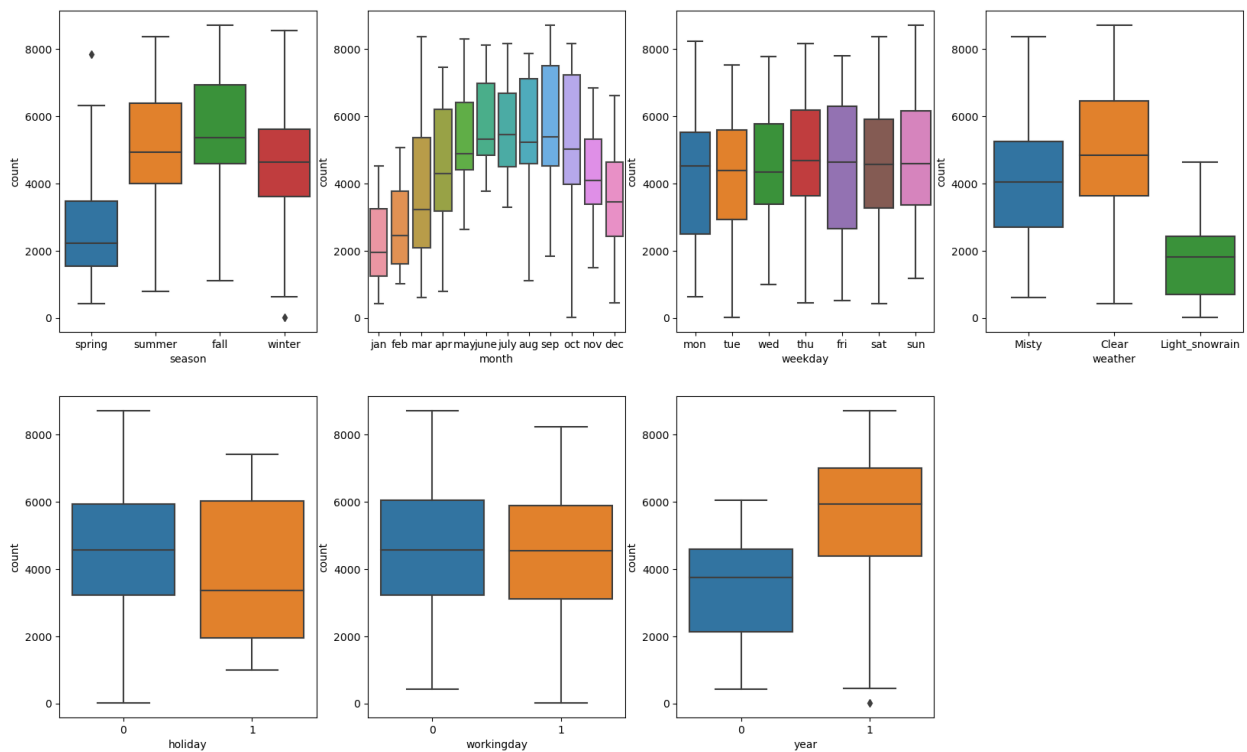 8000
6000
4000
2000
0
count
spring summer fall winter
season
8000
6000
4000
2000
0
count
jan feb mar apr may june july aug sep oct nov dec
month
8000
6000
4000
2000
0
count
mon tue wed thu fri sat sun
weekday
8000
6000
4000
2000
0
count
Misty Clear Light_snowrain
weather
8000
6000
4000
2000
0
count
0 1
holiday
8000
6000
4000
2000
0
count
0 1
workingday
8000
6000
4000
2000
0
count
0 1
year